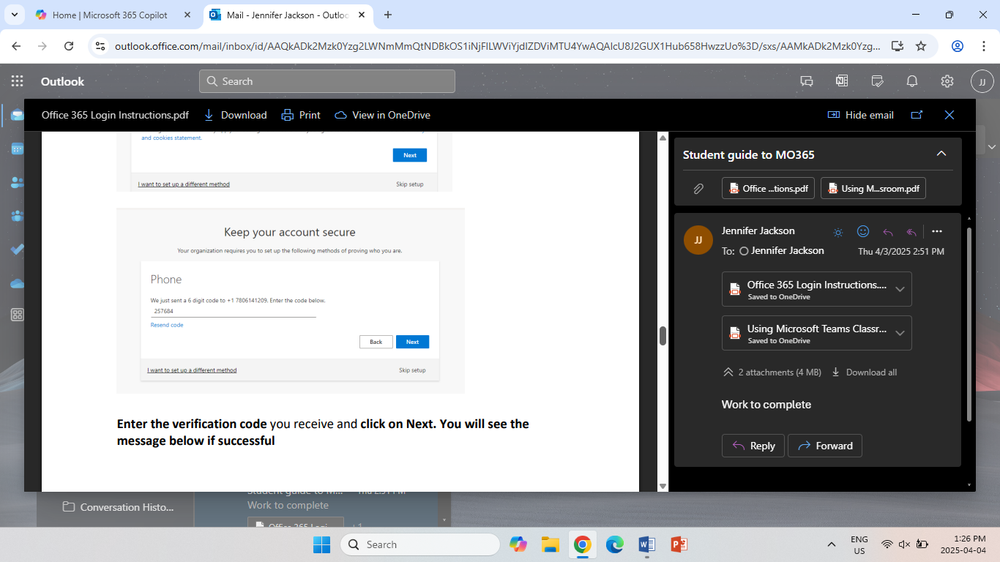 Home | Microsoft 365 Copilot
Mail - Jennifer Jackson - Outloo
outlook.office.com/mail/inbox/id/AAQkADk2Mzk0Yzg2LWNmMmQtNDBkOS1iNjFlLWViYjdlZDViMTU4YwAQAIcU8J2GUX1Hub658HwzzUo%3D/sxs/AAMkADk2Mzk0Yzg...
Outlook
Search
JJ
Office 365 Login Instructions.pdf
Download
Print
View in OneDrive
Hide email
and cookies statement.
Next
I want to set up a different method
Skip setup
Keep your account secure
Your organization requires you to set up the following methods of proving who you are.
Phone
We just sent a 6 digit code to +1 7806141209. Enter the code below.
257684
Resend code
Back
Next
I want to set up a different method
Skip setup
Enter the verification code you receive and click on Next. You will see the
message below if successful
Student guide to MO365
Office ...tions.pdf
Using M...sroom.pdf
JJ
Jennifer Jackson
To: Jennifer Jackson
Thu 4/3/2025 2:51 PM
Office 365 Login Instructions....
Saved to OneDrive
Using Microsoft Teams Classr...
Saved to OneDrive
2 attachments (4 MB)
Download all
Work to complete
Reply
Forward
Conversation Histo...
Student guide to M...
Thu 2:51 PM
Work to complete
Office 365 Logi...
+1
Search
ENG
US
1:26 PM
2025-04-04